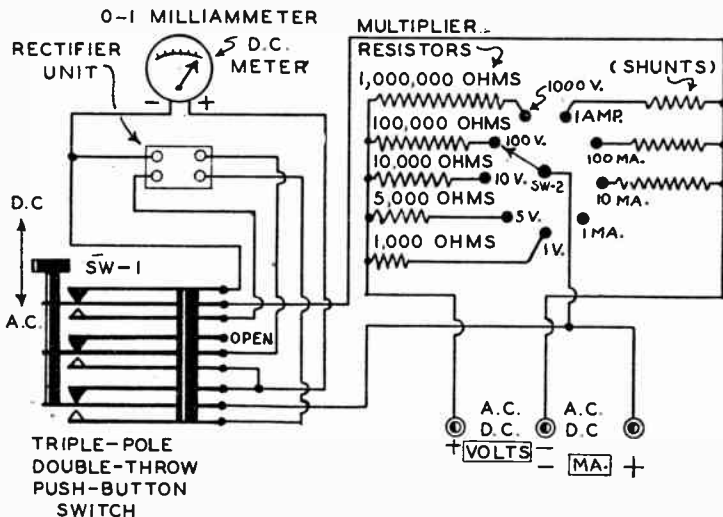 0-1 MILLIAMMETER
RECTIFIER
UNIT
D.C.
METER
- +
MULTIPLIER
RESISTORS
(SHUNTS)
1,000,000 OHMS
1000 V.
1 AMP.
100,000 OHMS
100 V.
100 MA.
10,000 OHMS
10 V.
SW-2
10 MA.
5,000 OHMS
5 V.
1 MA.
1,000 OHMS
1 V.
D.C
SW-1
A.C.
OPEN
TRIPLE-POLE
DOUBLE-THROW
PUSH-BUTTON
SWITCH
A.C. A.C.
D.C. D.C
+ VOLTS -
- MA. +